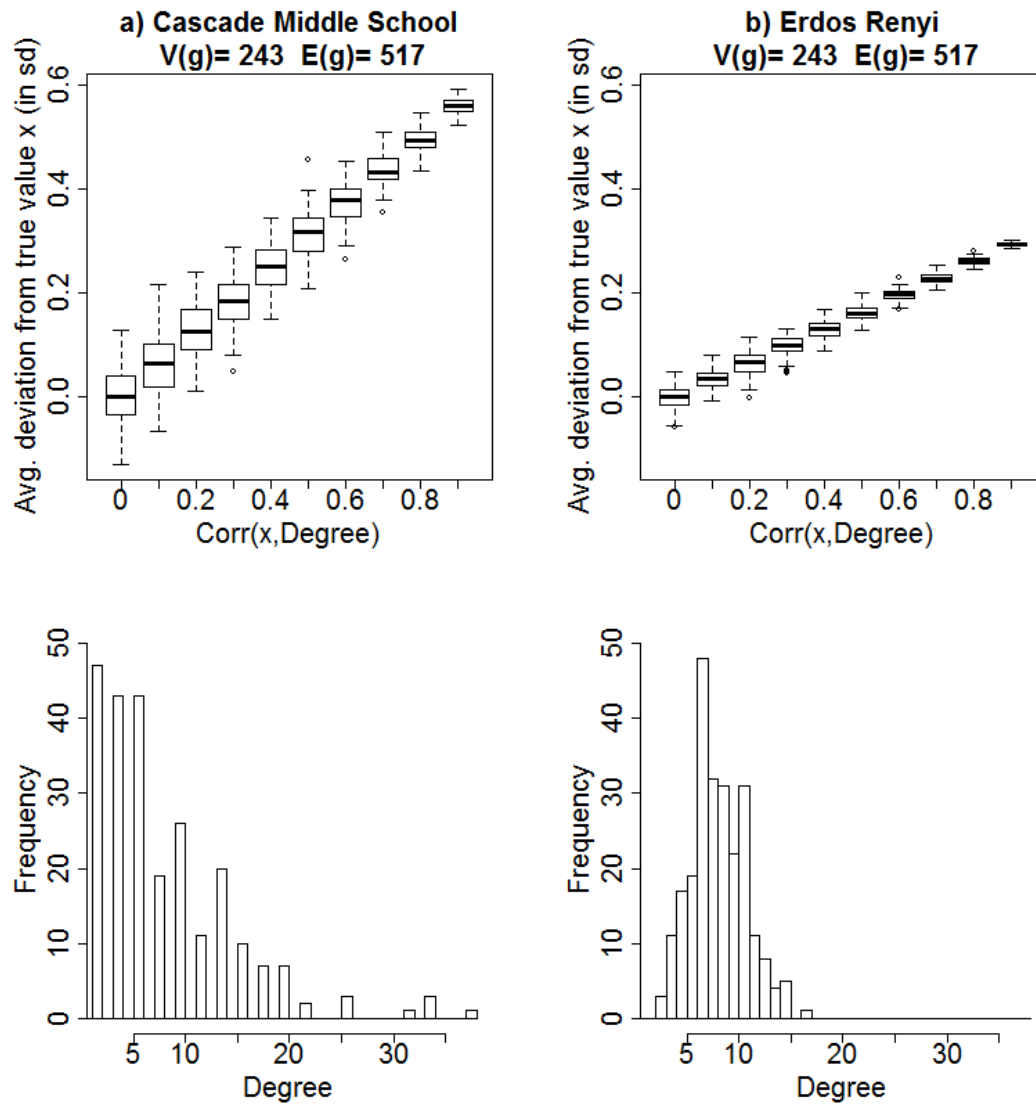 a) Cascade Middle School
V(g)= 243 E(g)= 517
Avg. deviation from true value x (in sd)
0.0 0.2 0.4 0.6
0 0.2 0.4 0.6 0.8
Corr(x,Degree)
b) Erdos Renyi
V(g)= 243 E(g)= 517
Avg. deviation from true value x (in sd)
0.0 0.2 0.4 0.6
0 0.2 0.4 0.6 0.8
Corr(x,Degree)
Frequency
0 10 20 30 40 50
5 10 20 30
Degree
Frequency
0 10 20 30 40 50
5 10 20 30
Degree